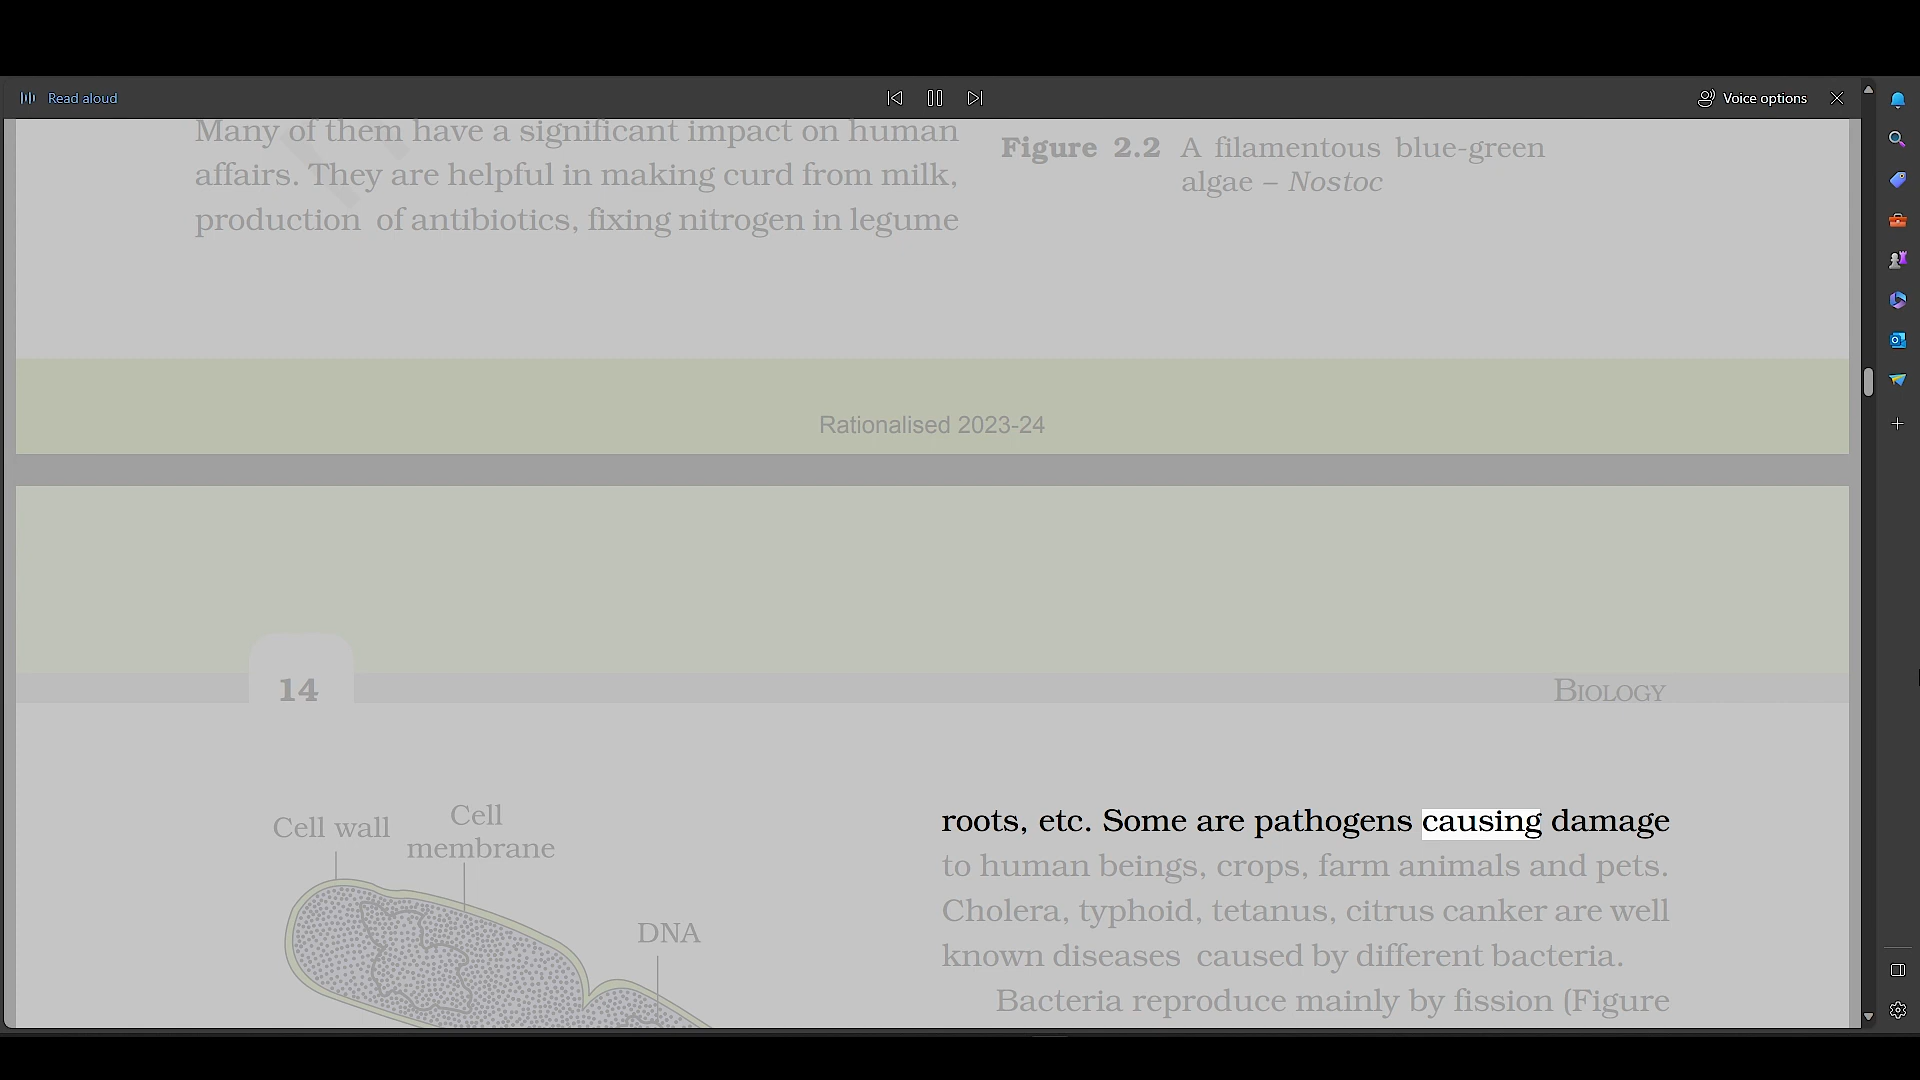 Read aloud
Voice options
Many of them have a significant impact on human
affairs. They are helpful in making curd from milk,
production of antibiotics, fixing nitrogen in legume
Figure 2.2 A filamentous blue-green
algae – Nostoc
Rationalised 2023-24
14
BIOLOGY
Cell wall
Cell
membrane
DNA
roots, etc. Some are pathogens causing damage
to human beings, crops, farm animals and pets.
Cholera, typhoid, tetanus, citrus canker are well
known diseases caused by different bacteria.
Bacteria reproduce mainly by fission (Figure